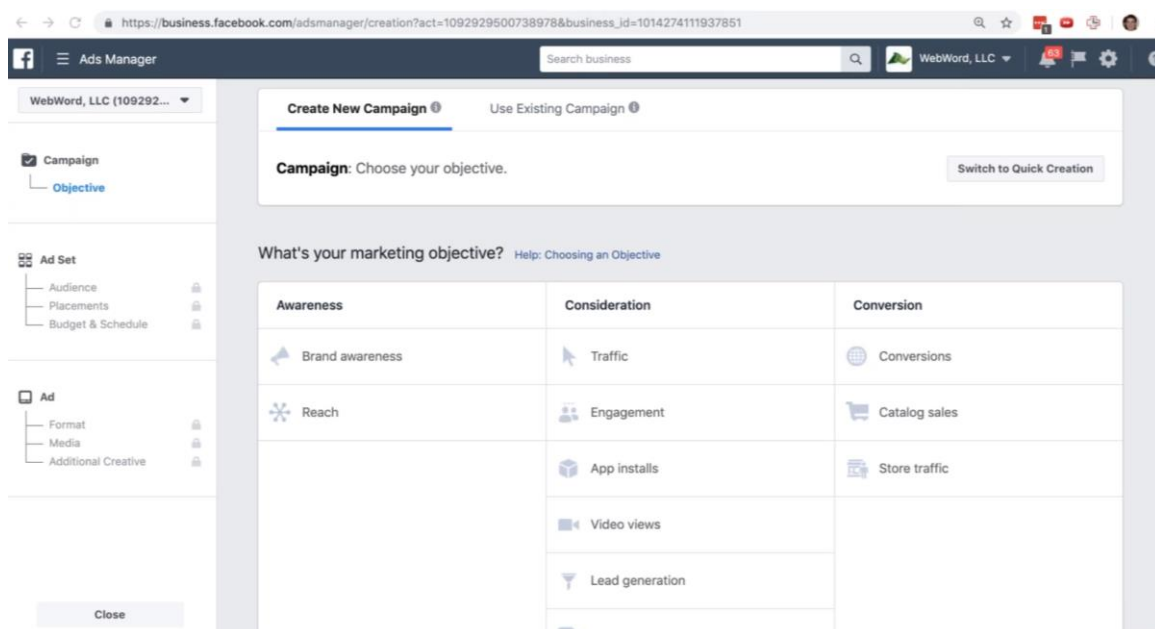 https://business.facebook.com/adsmanager/creation?act=1092929500738978&business_id=1014274111937851
1
f
Ads Manager
Search business
WebWord, LLC
63
WebWord, LLC (109292...
Campaign
Objective
Ad Set
Audience
Placements
Budget & Schedule
Ad
Format
Media
Additional Creative
Close
Create New Campaign
Use Existing Campaign
Campaign: Choose your objective.
Switch to Quick Creation
What's your marketing objective? Help: Choosing an Objective
Awareness
Consideration
Conversion
Brand awareness
Traffic
Conversions
Reach
Engagement
Catalog sales
App installs
Store traffic
Video views
Lead generation